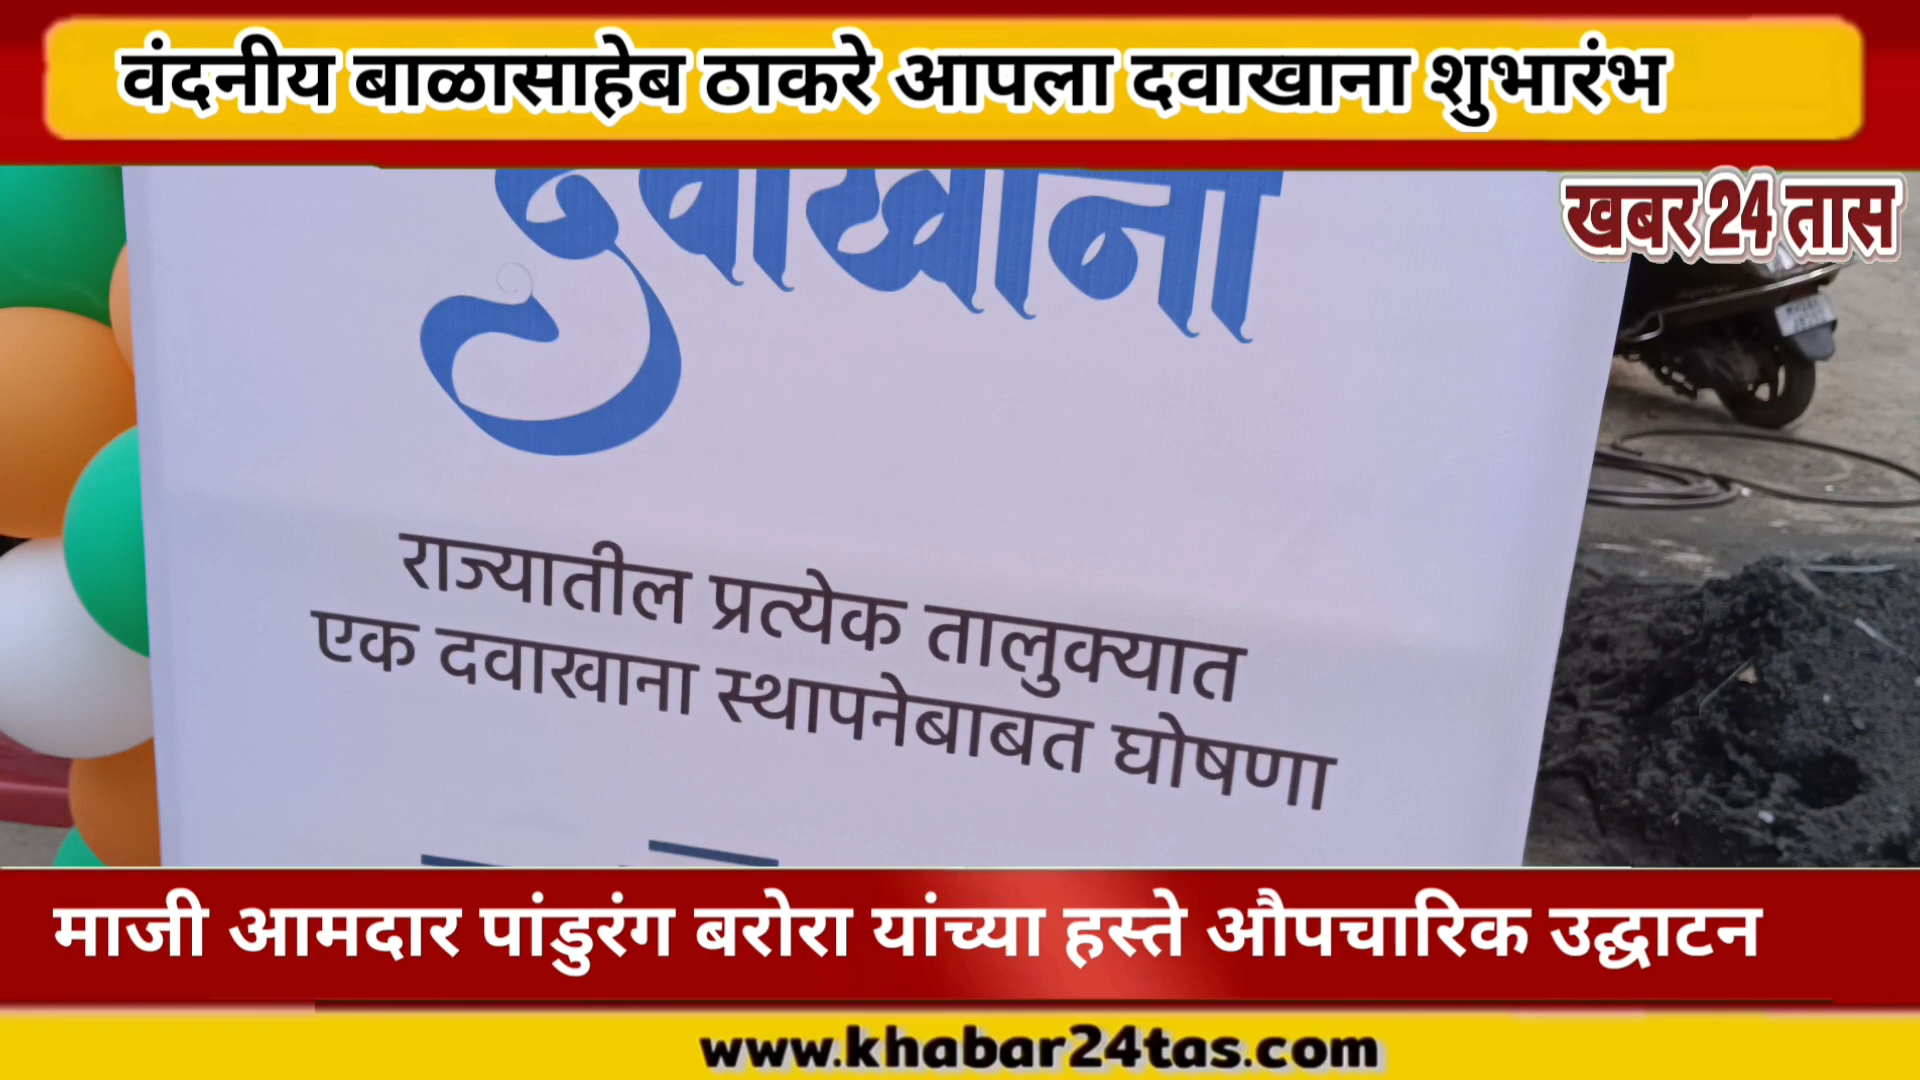 वंदनीय बाळासाहेब ठाकरे आपला दवाखाना शुभारंभ
खबर 24 तास
दवाखाना
राज्यातील प्रत्येक तालुक्यात
एक दवाखाना स्थापनेबाबत घोषणा
माजी आमदार पांडुरंग बरोरा यांच्या हस्ते औपचारिक उद्घाटन
www.khabar24tas.com